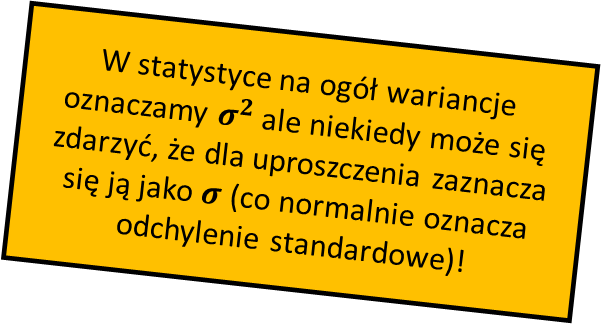 W statystyce na ogół wariancje
oznaczamy σ² ale niekiedy może się
zdarzyć, że dla uproszczenia zaznacza
się ją jako σ (co normalnie oznacza
odchylenie standardowe)!